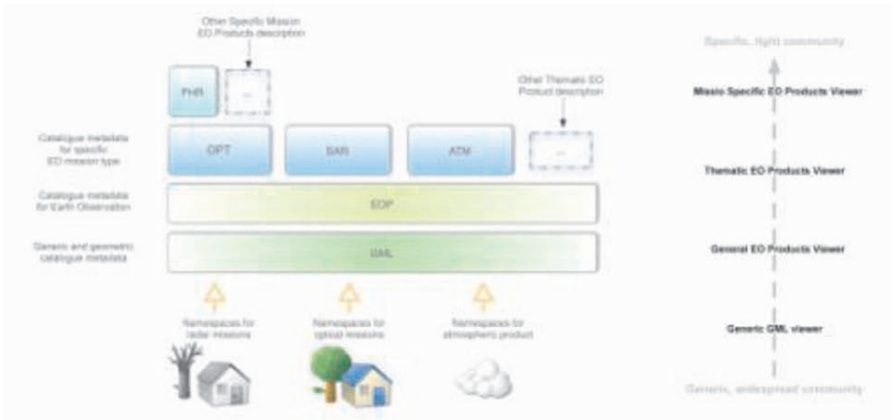 Other Specific Mission
EO Products description
Specific, tight community
PHR
...
Other Thematic EO
Product description
Missio Specific EO Products Viewer
Catalogue metadata
for specific
EO mission type
OPT
SAR
ATM
...
Thematic EO Products Viewer
Catalogue metadata
for Earth Observation
EOP
Generic and geometric
catalogue metadata
GML
General EO Products Viewer
Namespaces for
radar missions
Namespaces for
optical missions
Namespaces for
atmospheric product
Generic GML viewer
Generic, widespread community